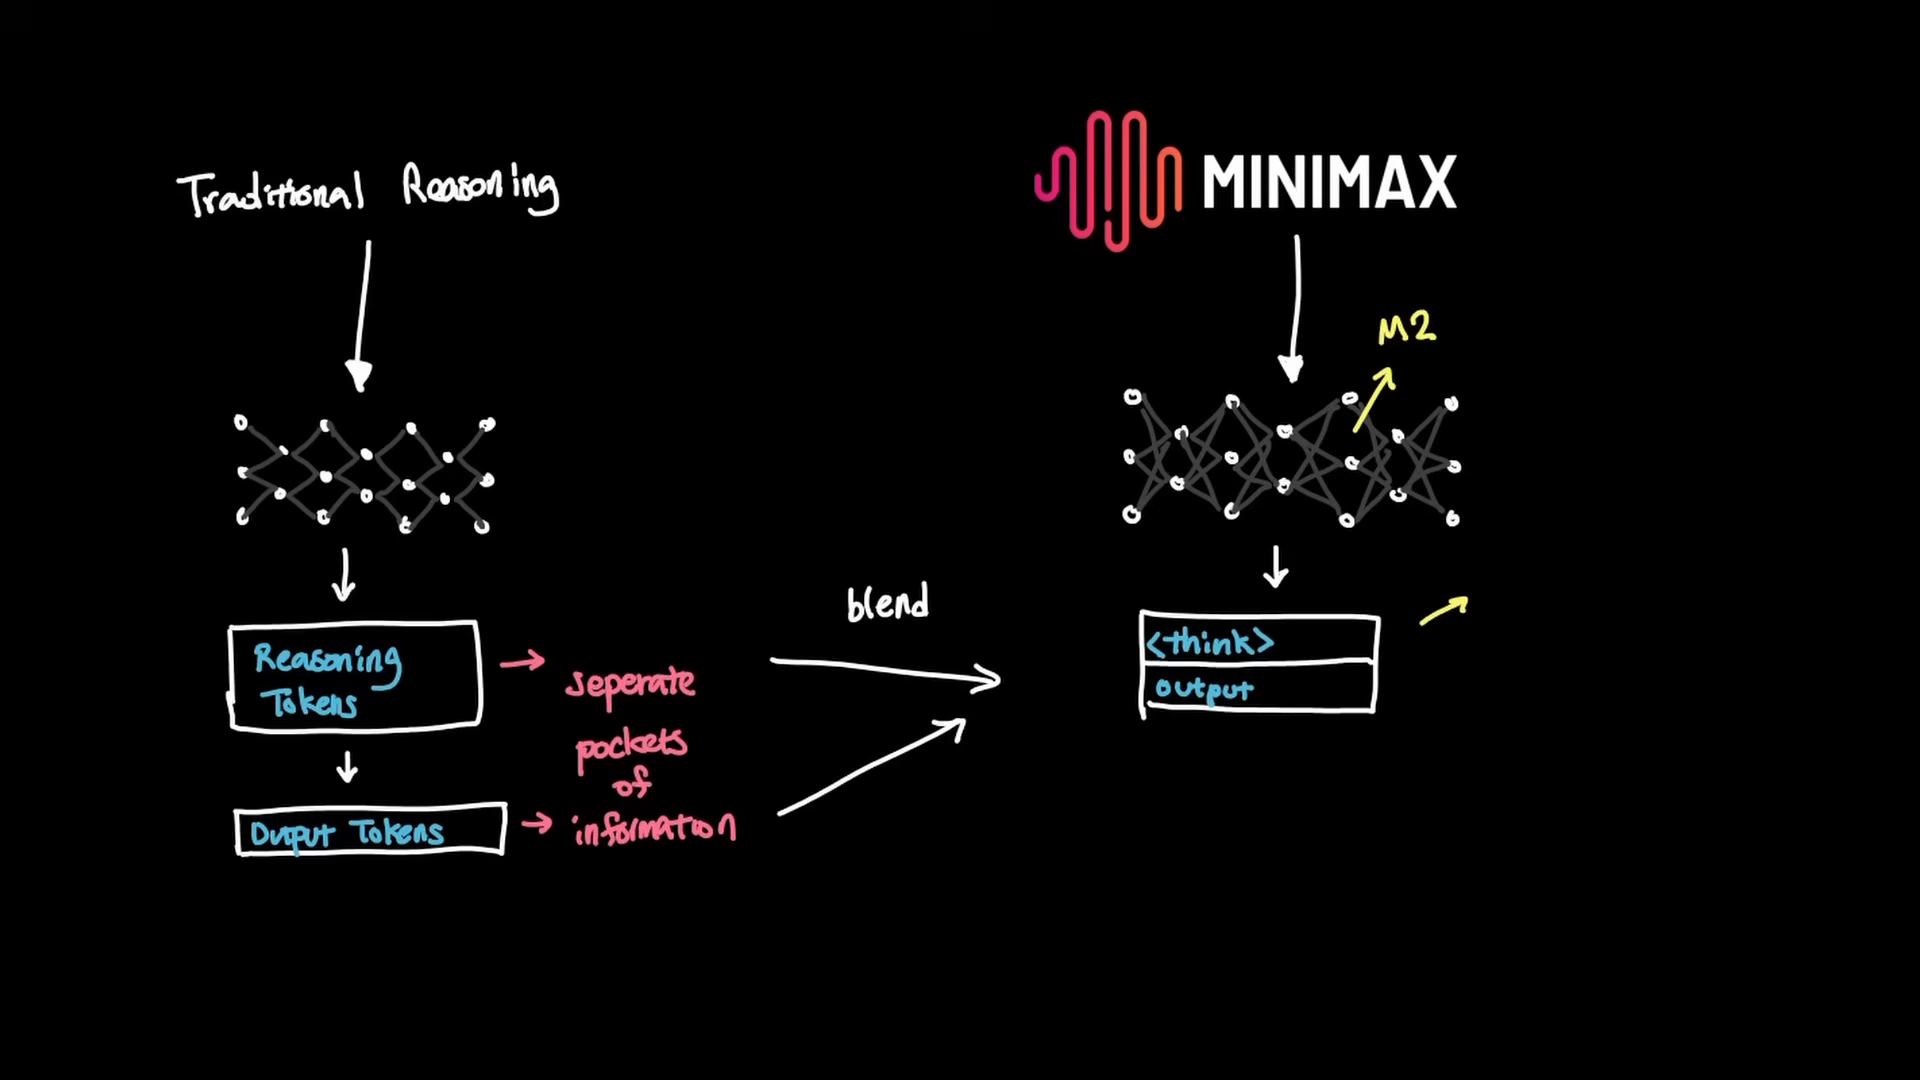 Traditional Reasoning
Reasoning
Tokens
Output Tokens
seperate
pockets
of
information
blend
MINIMAX
M2
<think>
output